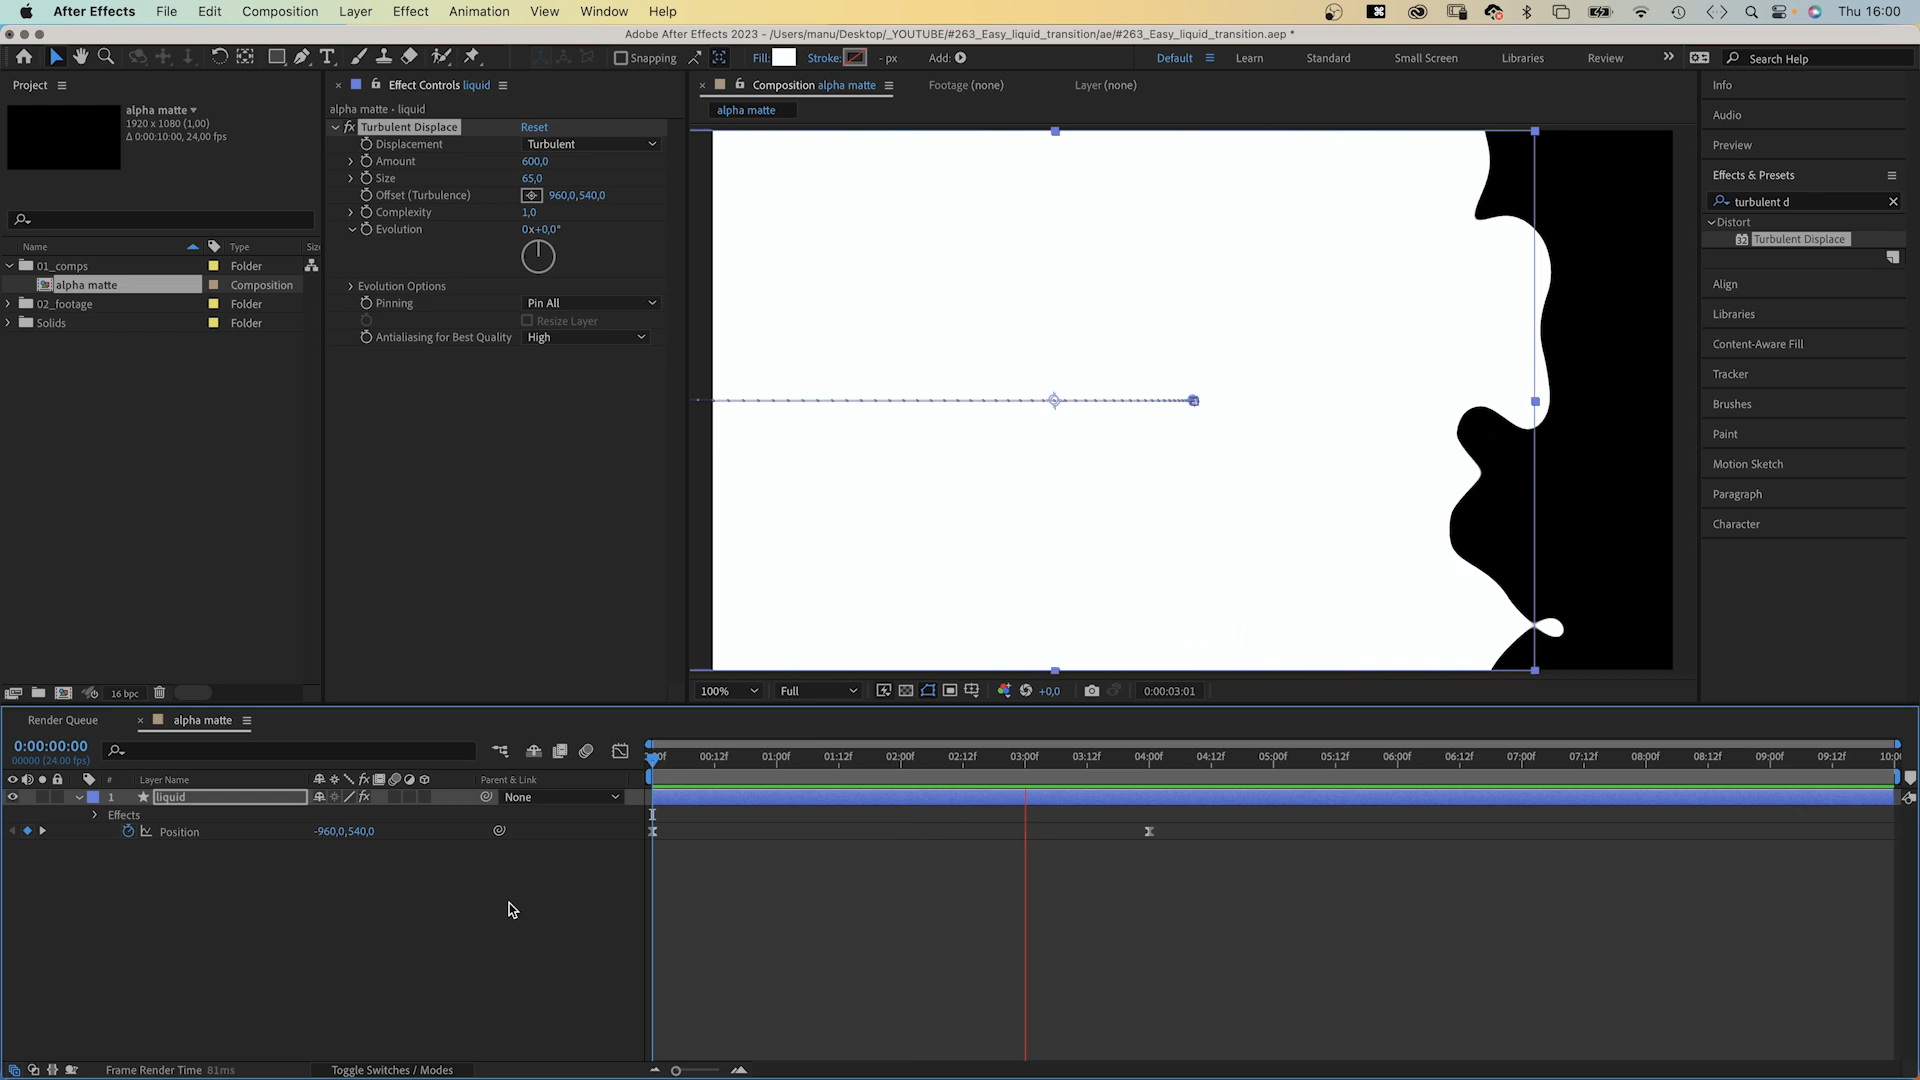 After Effects File Edit Composition Layer Effect Animation View Window Help Thu 16:00
Adobe After Effects 2023 - /Users/manu/Desktop/_YOUTUBE/#263_Easy_liquid_transition/ae/#263_Easy_liquid_transition.aep *
Snapping Fill: Stroke: - px Add: Default Learn Standard Small Screen Libraries Review Search Help
Project
alpha matte
1920 x 1080 (1,00)
Δ 0:00:10:00, 24,00 fps
Name Type Siz
01_comps Folder
alpha matte Composition
02_footage Folder
Solids Folder
16 bpc
Effect Controls liquid
alpha matte · liquid
fx Turbulent Displace Reset
Displacement Turbulent
Amount 600,0
Size 65,0
Offset (Turbulence) 960,0,540,0
Complexity 1,0
Evolution 0x+0,0°
Evolution Options
Pinning Pin All
Resize Layer
Antialiasing for Best Quality High
Composition alpha matte Footage (none) Layer (none)
alpha matte
100% Full +0,0 0:00:03:01
Info
Audio
Preview
Effects & Presets
turbulent d
Distort
32 Turbulent Displace
Align
Libraries
Content-Aware Fill
Tracker
Brushes
Paint
Motion Sketch
Paragraph
Character
Render Queue alpha matte
0:00:00:00
00000 (24.00 fps)
00f 00:12f 01:00f 01:12f 02:00f 02:12f 03:00f 03:12f 04:00f 04:12f 05:00f 05:12f 06:00f 06:12f 07:00f 07:12f 08:00f 08:12f 09:00f 09:12f 10:0
# Layer Name fx Parent & Link
1 liquid fx None
Effects
Position -960,0,540,0
Frame Render Time 81ms Toggle Switches / Modes